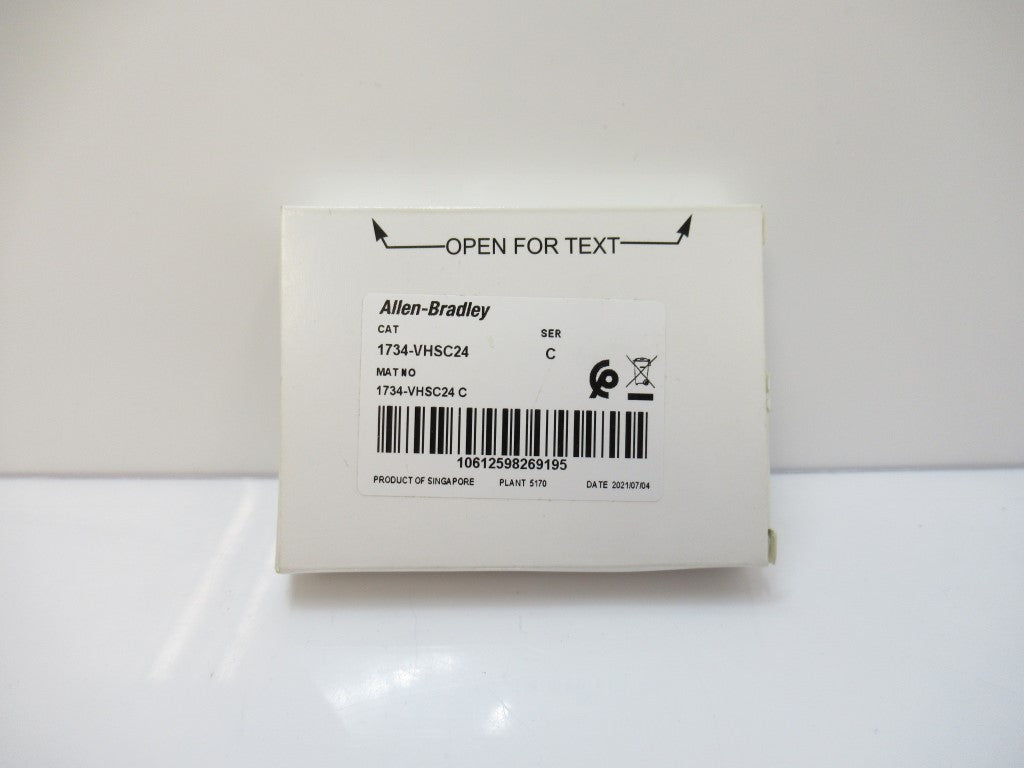 OPEN FOR TEXT
Allen-Bradley
CAT SER
1734-VHSC24 C
MAT NO
1734-VHSC24 C
10612598269195
PRODUCT OF SINGAPORE PLANT 5170 DATE 2021/07/04